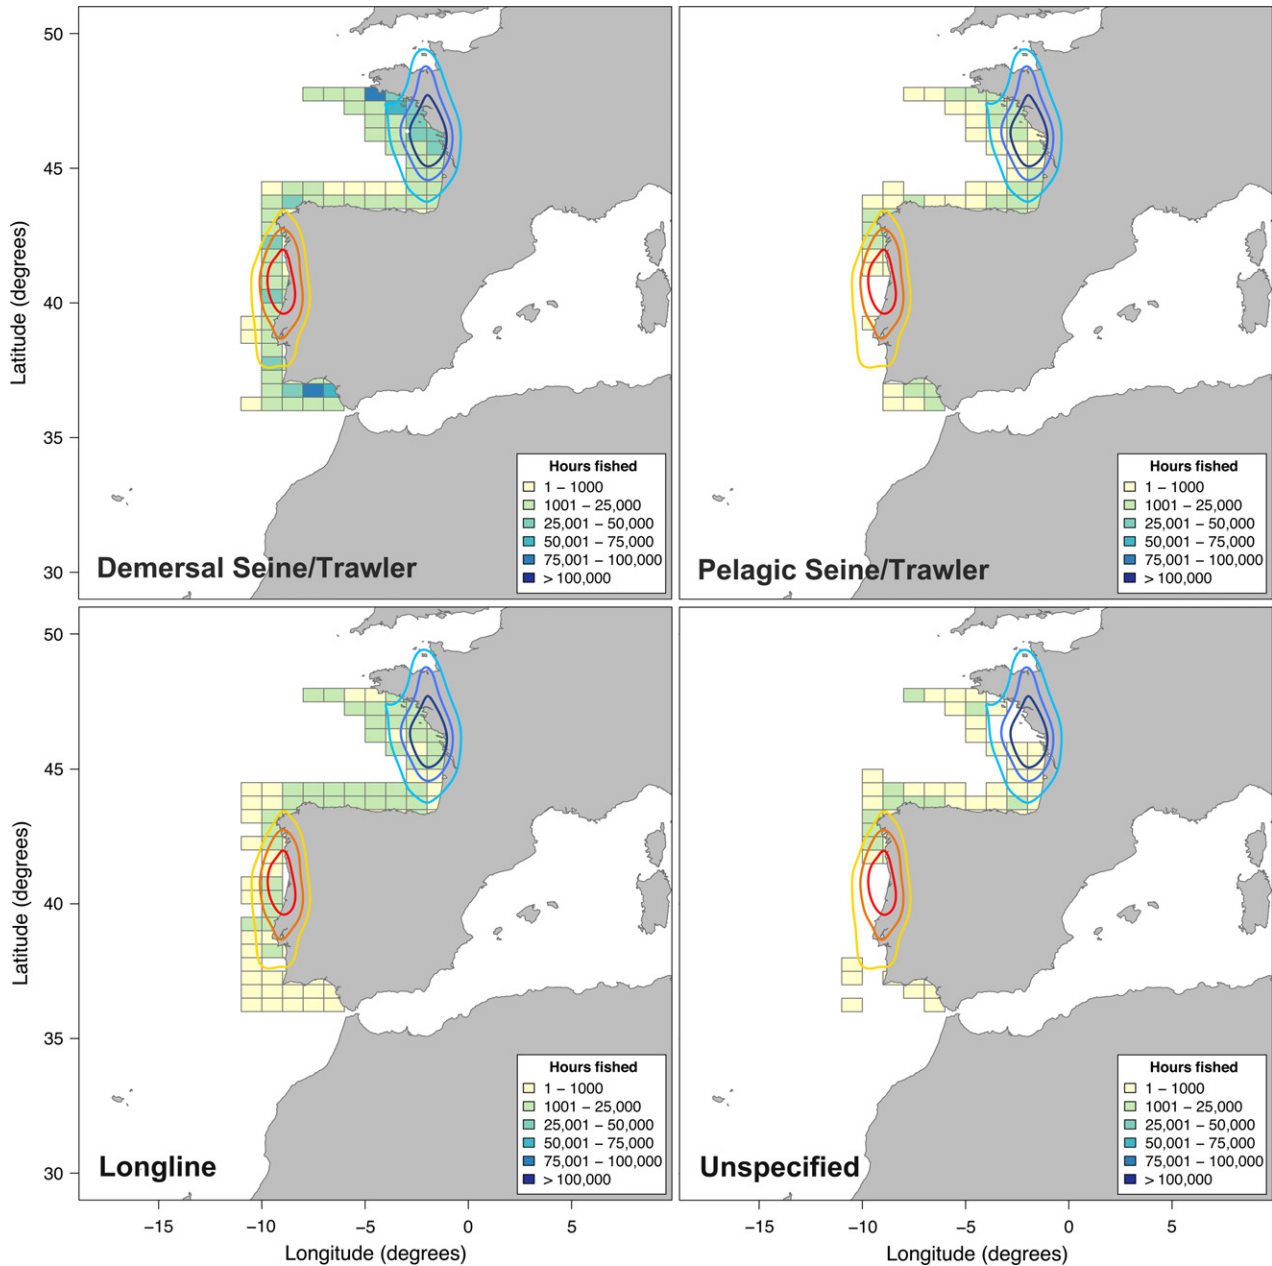 50
45
40
35
30
Latitude (degrees)
Hours fished
1 – 1000
1001 – 25,000
25,001 – 50,000
50,001 – 75,000
75,001 – 100,000
> 100,000
Demersal Seine/Trawler
Hours fished
1 – 1000
1001 – 25,000
25,001 – 50,000
50,001 – 75,000
75,001 – 100,000
> 100,000
Pelagic Seine/Trawler
50
45
40
35
30
Latitude (degrees)
Hours fished
1 – 1000
1001 – 25,000
25,001 – 50,000
50,001 – 75,000
75,001 – 100,000
> 100,000
Longline
−15 −10 −5 0 5
Longitude (degrees)
Hours fished
1 – 1000
1001 – 25,000
25,001 – 50,000
50,001 – 75,000
75,001 – 100,000
> 100,000
Unspecified
−15 −10 −5 0 5
Longitude (degrees)